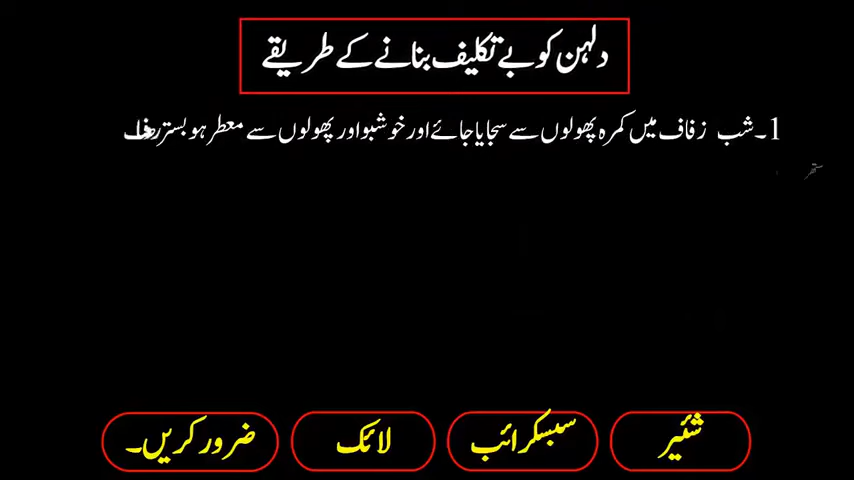 دلہن کو بے تکلیف بنانے کے طریقے
1۔شب زفاف میں کمرہ پھولوں سے سجایا جائے اور خوشبو اور پھولوں سے معطر ہو بستر
شئیر سبسکرائب لائک ضرور کریں۔